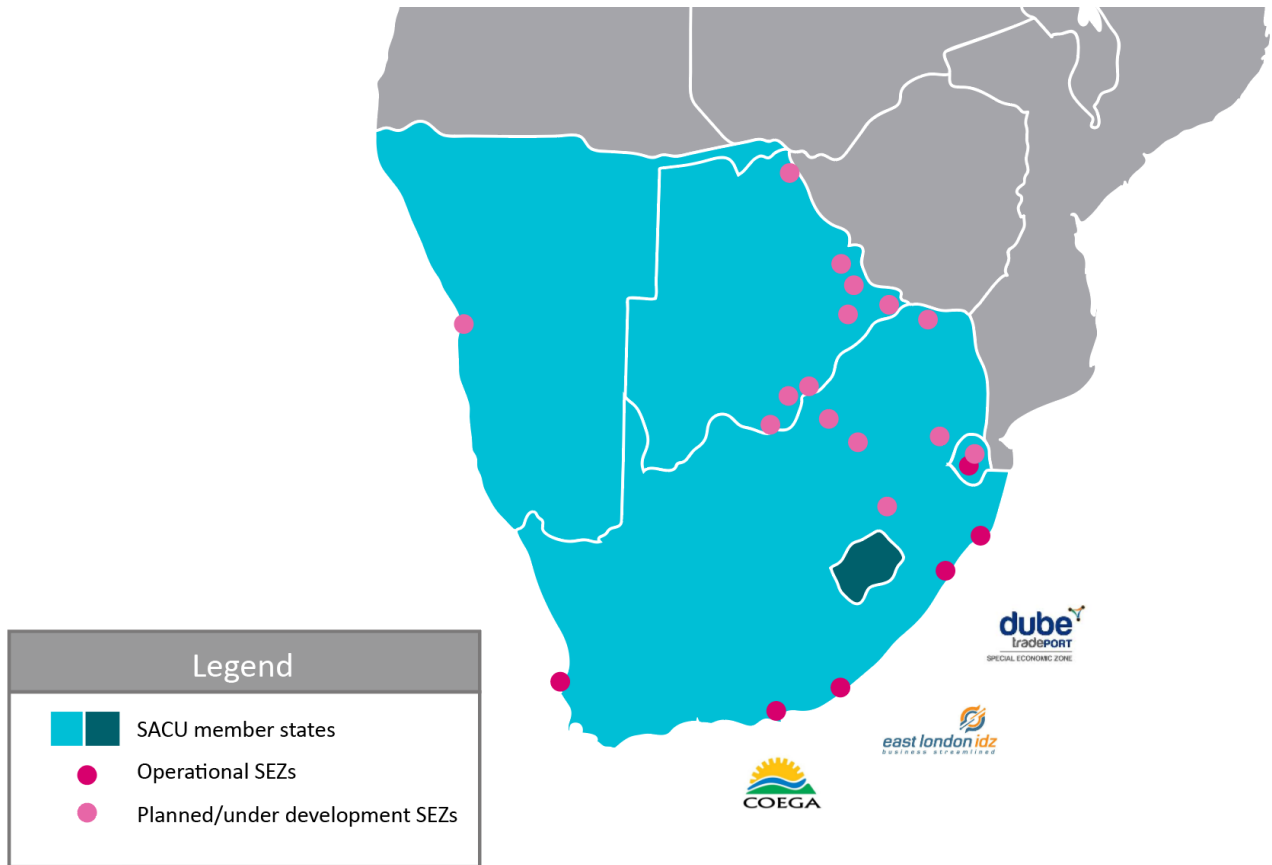 dube
tradePORT
SPECIAL ECONOMIC ZONE
Legend
SACU member states
Operational SEZs
Planned/under development SEZs
east london idz
business streamlined
COEGA